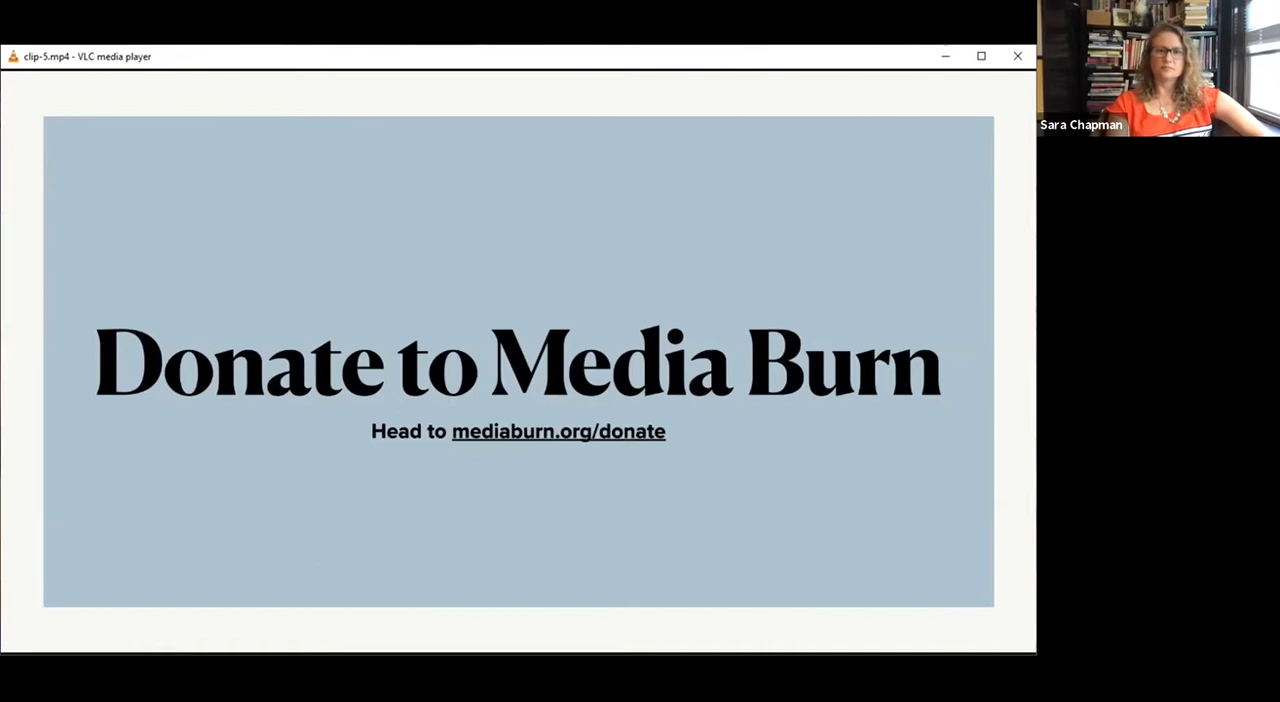 clip-5.mp4 - VLC media player
Sara Chapman
Donate to Media Burn
Head to mediaburn.org/donate